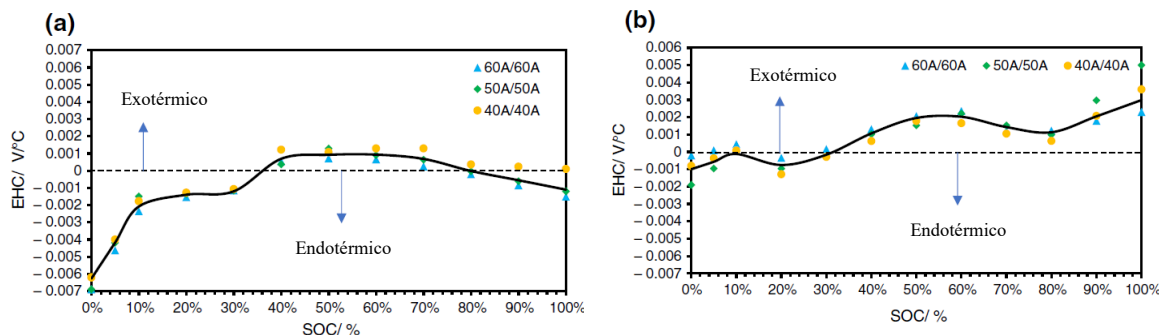 (a)
0.007
0.006
0.005
0.004
0.003
0.002
0.001
0
– 0.001
– 0.002
– 0.003
– 0.004
– 0.005
– 0.006
– 0.007
EHC/ V/°C
Exotérmico
Endotérmico
60A/60A
50A/50A
40A/40A
0% 10% 20% 30% 40% 50% 60% 70% 80% 90% 100%
SOC/ %
(b)
0.006
0.005
0.004
0.003
0.002
0.001
0
– 0.001
– 0.002
– 0.003
– 0.004
– 0.005
– 0.006
– 0.007
EHC/ V/°C
60A/60A 50A/50A 40A/40A
Exotérmico
Endotérmico
0% 10% 20% 30% 40% 50% 60% 70% 80% 90% 100%
SOC/ %